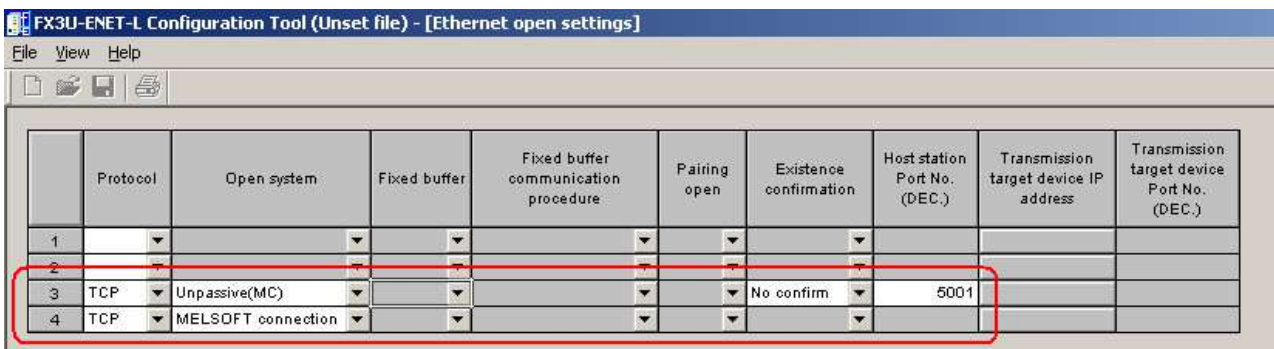 FX3U-ENET-L Configuration Tool (Unset file) - [Ethernet open settings]
File View Help
Protocol Open system Fixed buffer Fixed buffer communication procedure Pairing open Existence confirmation Host station Port No. (DEC.) Transmission target device IP address Transmission target device Port No. (DEC.)
1
2
3 TCP Unpassive(MC) No confirm 5001
4 TCP MELSOFT connection